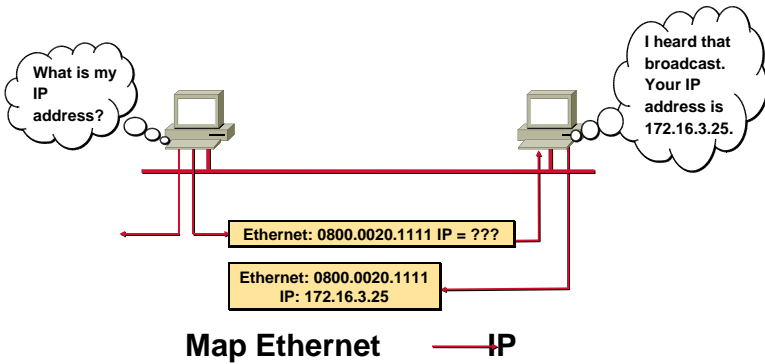 What is my
IP
address?
I heard that
broadcast.
Your IP
address is
172.16.3.25.
Ethernet: 0800.0020.1111 IP = ???
Ethernet: 0800.0020.1111
IP: 172.16.3.25
Map Ethernet IP